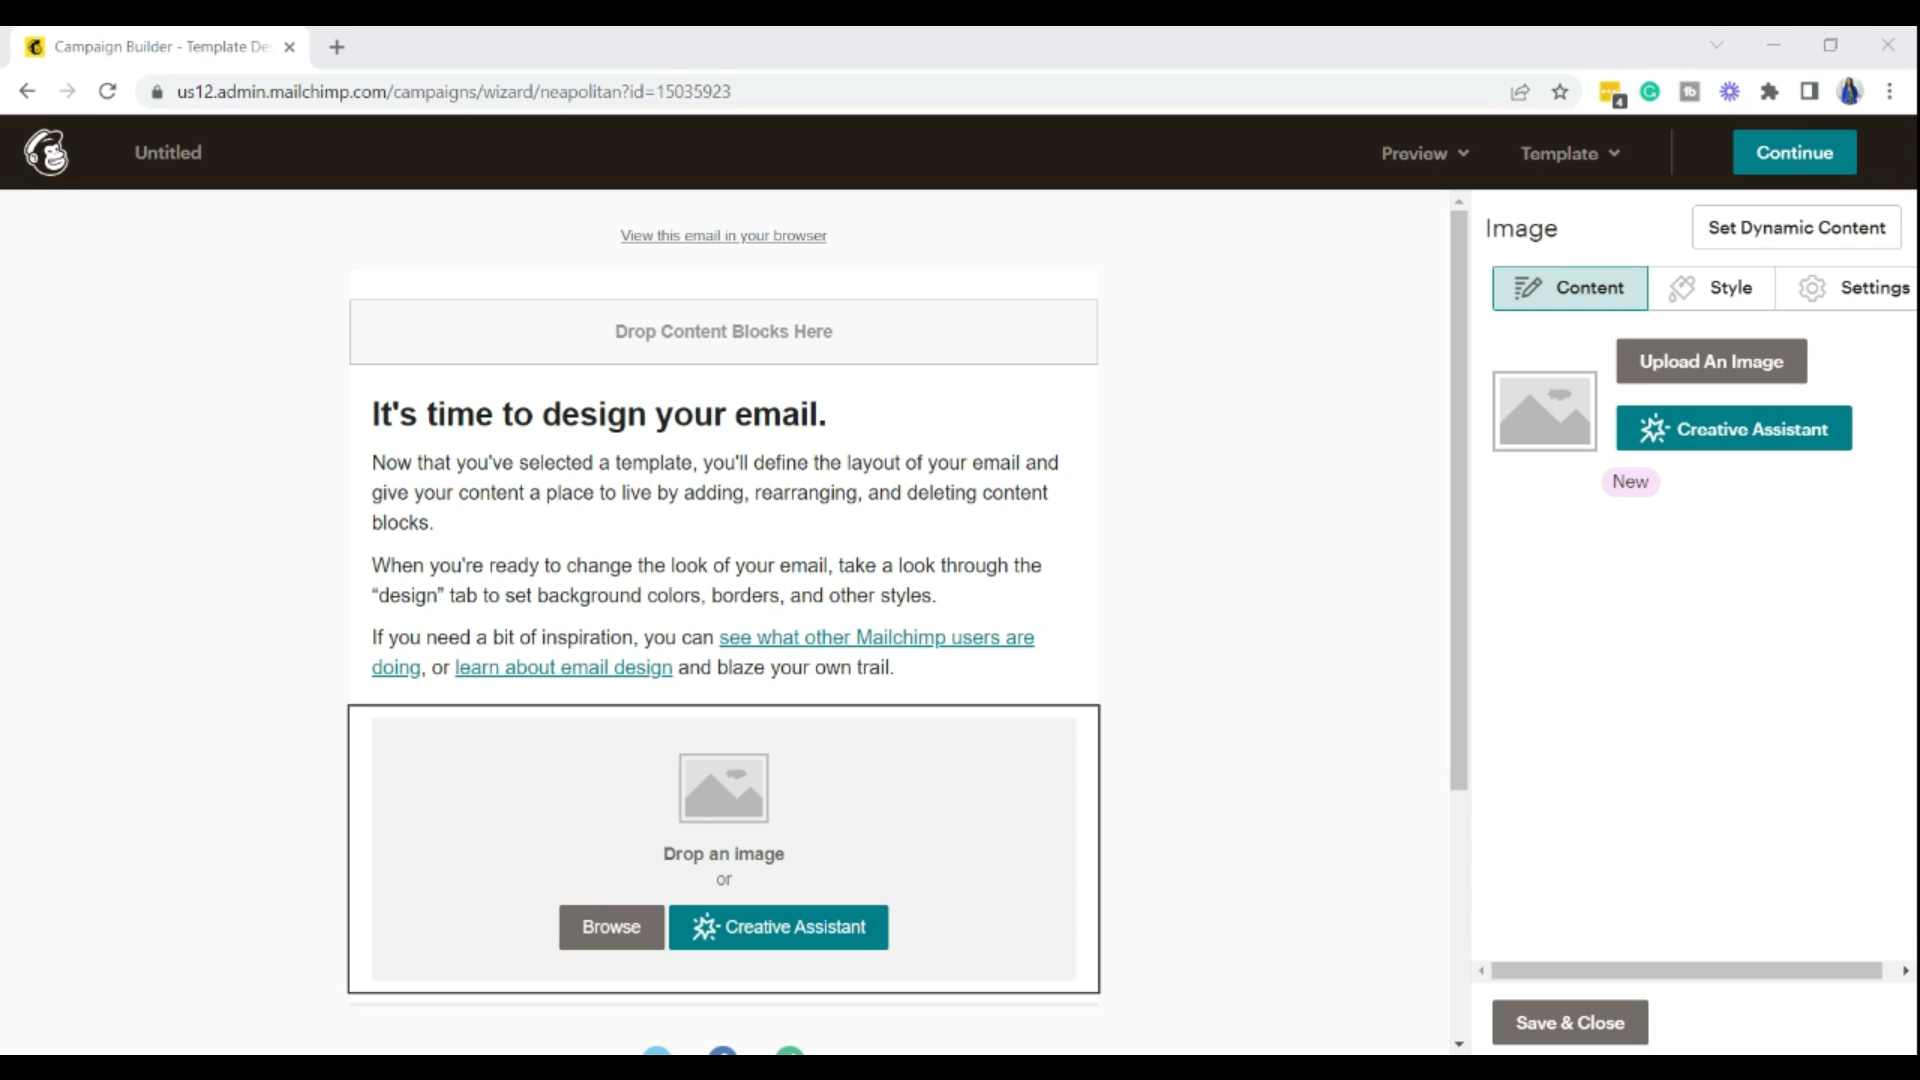 Campaign Builder - Template De
us12.admin.mailchimp.com/campaigns/wizard/neapolitan?id=15035923
4
Untitled
Preview
Template
Continue
View this email in your browser
Image
Set Dynamic Content
Content
Style
Settings
Drop Content Blocks Here
Upload An Image
Creative Assistant
New
It's time to design your email.
Now that you've selected a template, you'll define the layout of your email and
give your content a place to live by adding, rearranging, and deleting content
blocks.
When you're ready to change the look of your email, take a look through the
“design” tab to set background colors, borders, and other styles.
If you need a bit of inspiration, you can see what other Mailchimp users are
doing, or learn about email design and blaze your own trail.
Drop an image
or
Browse
Creative Assistant
Save & Close